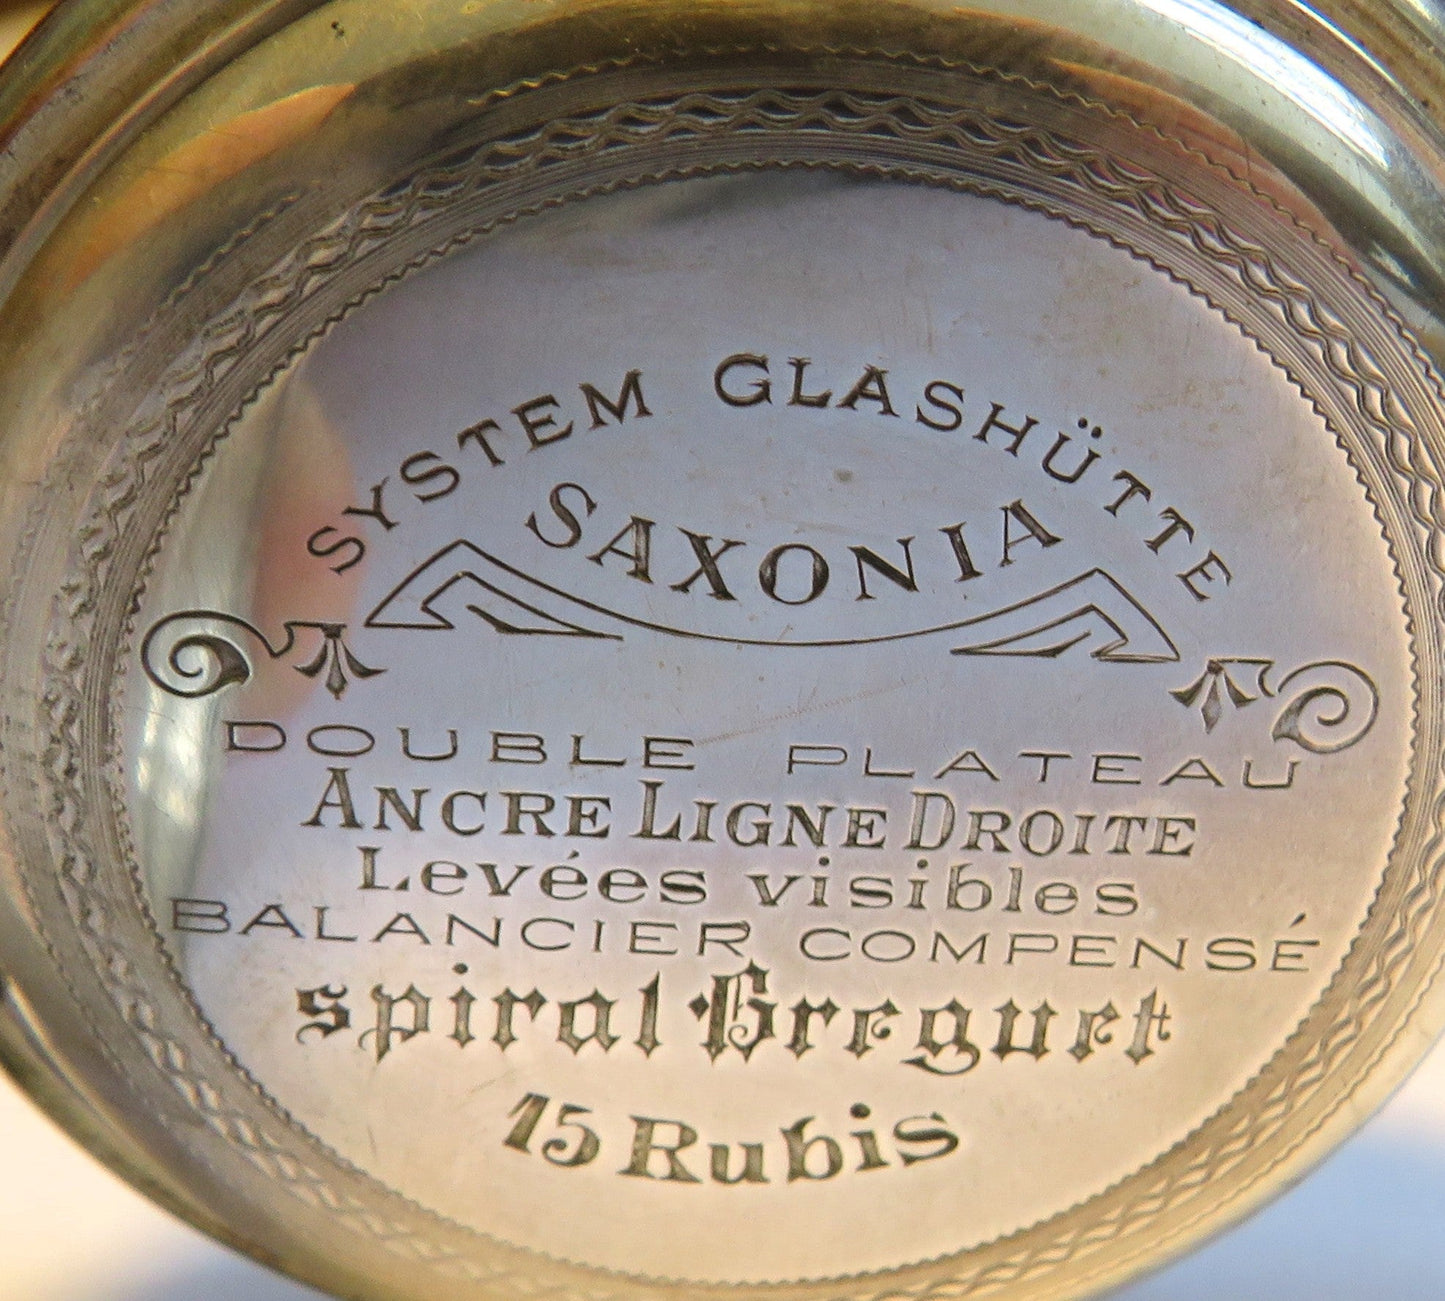 SYSTEM GLASHÜTTE
SAXONIA
DOUBLE PLATEAU
ANCRE LIGNE DROITE
Levées visibles
BALANCIER COMPENSÉ
spiral Breguet
15 Rubis